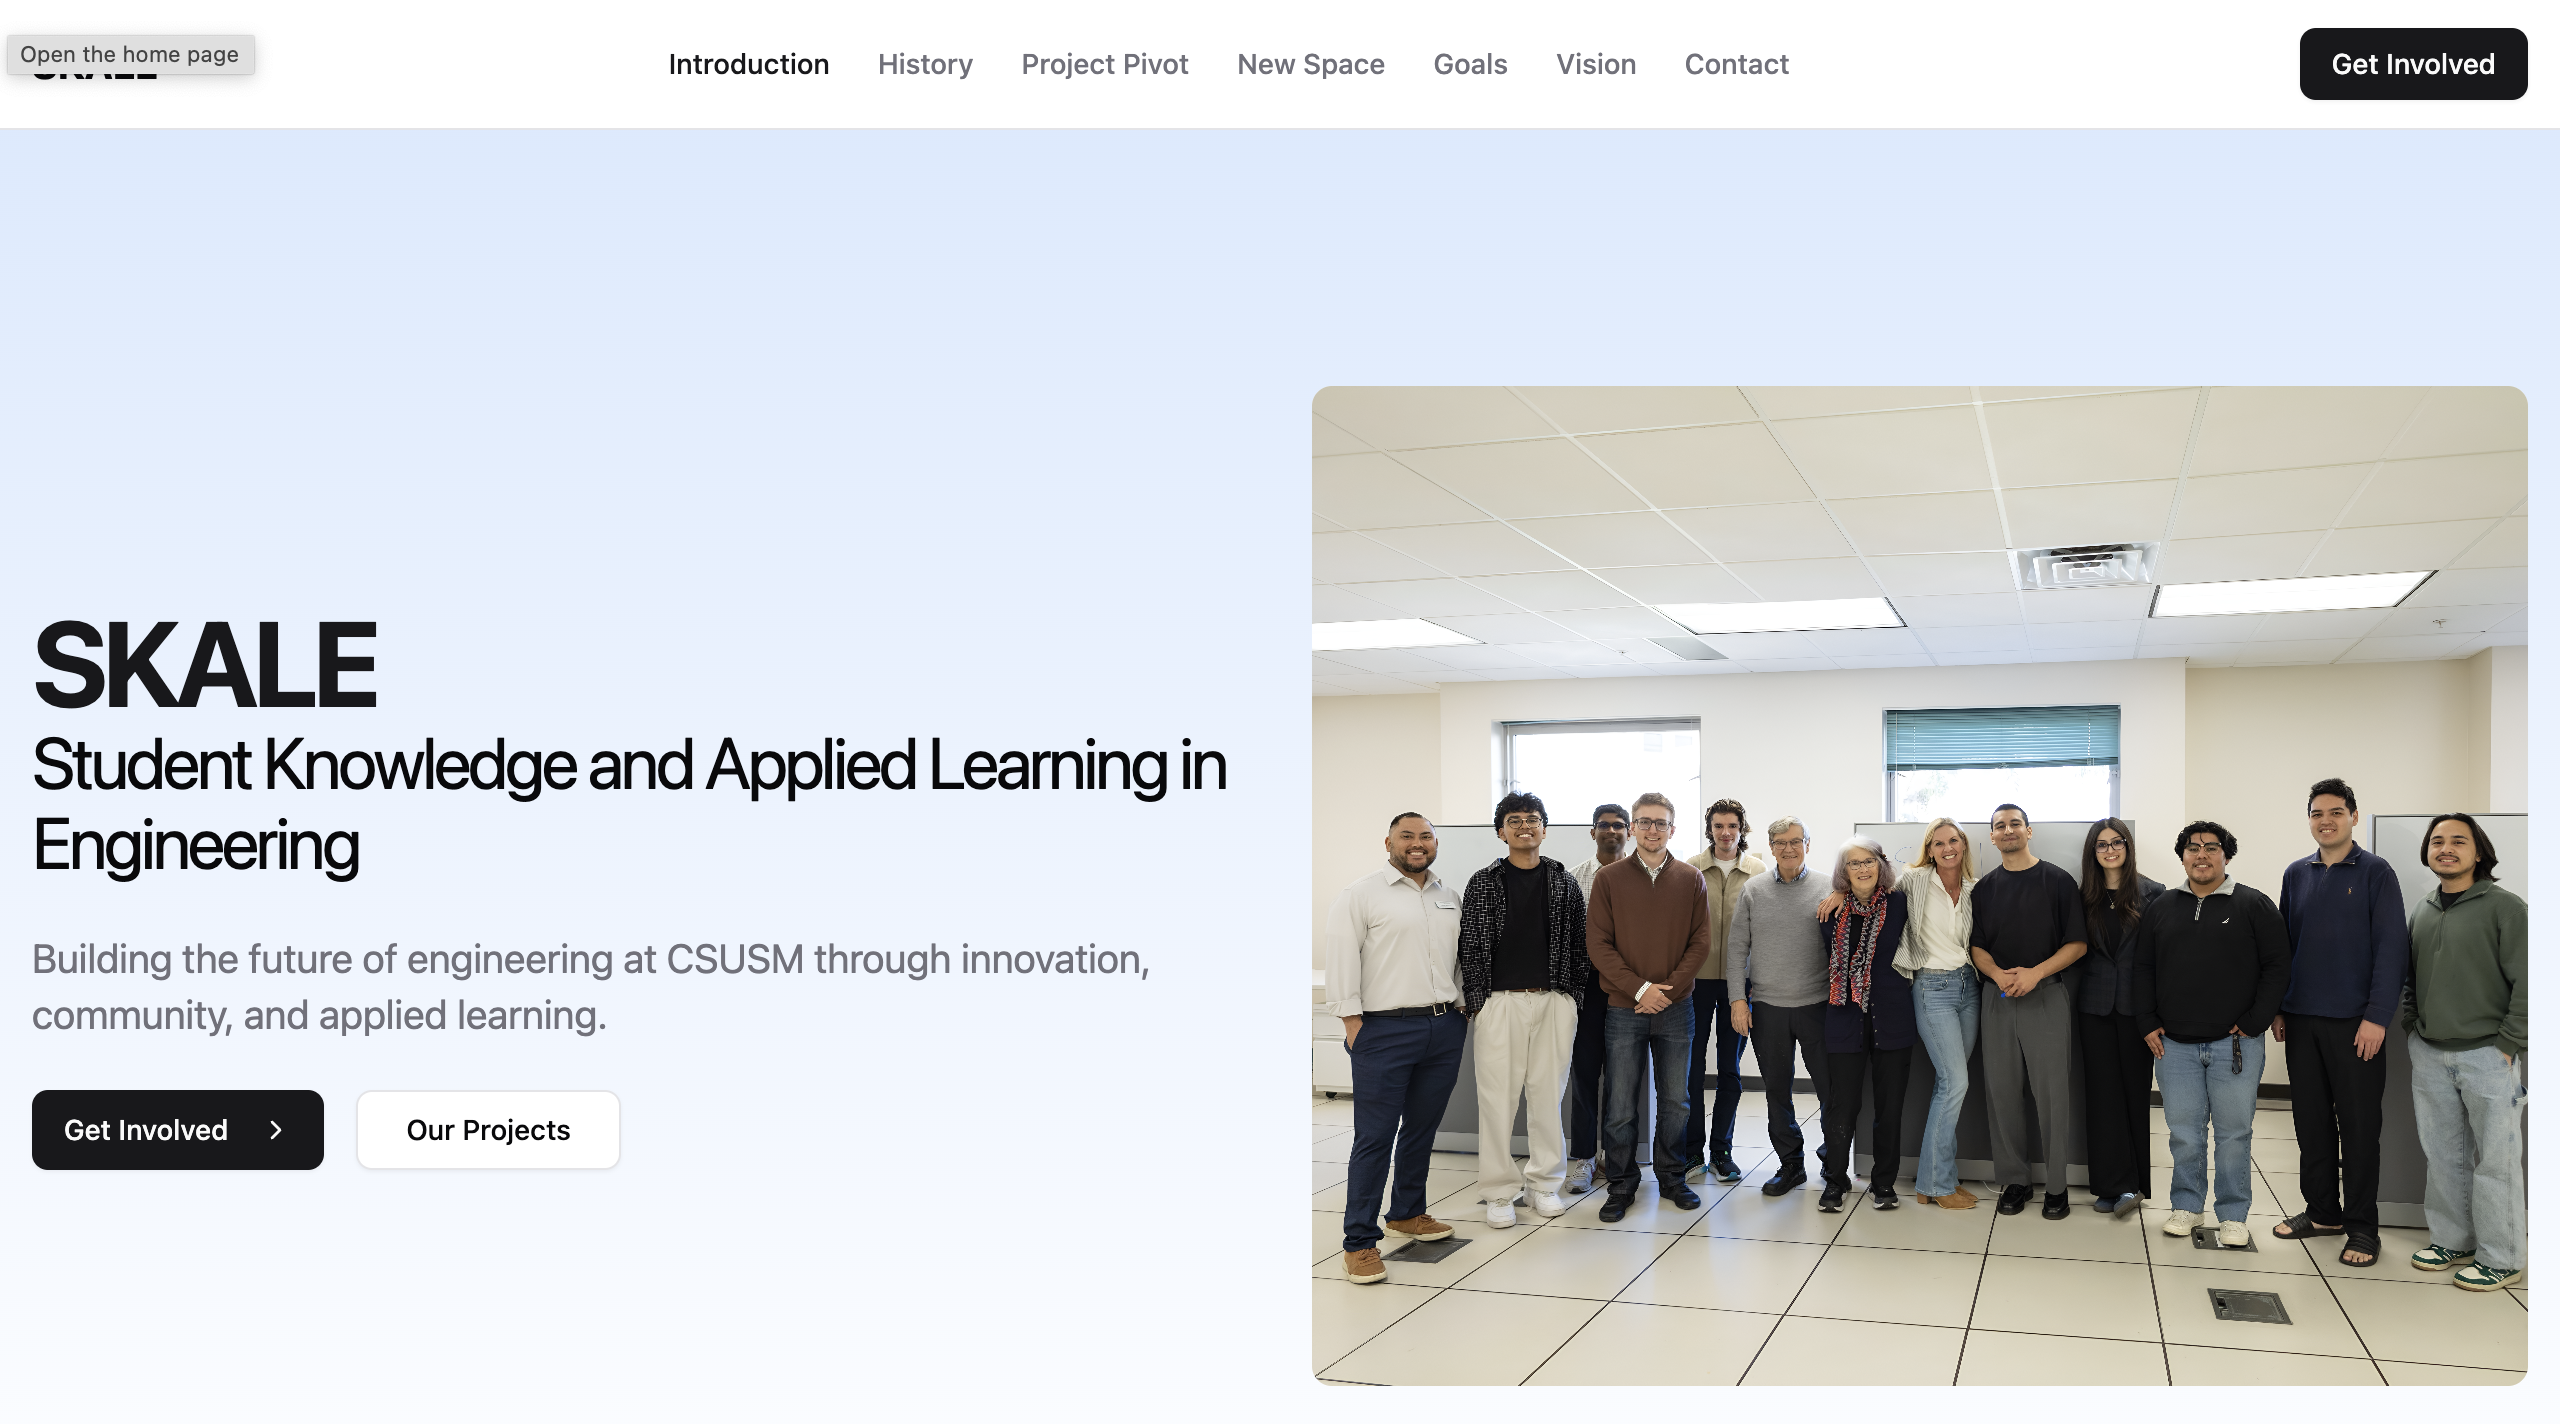 Open the home page
Introduction
History
Project Pivot
New Space
Goals
Vision
Contact
Get Involved
SKALE
Student Knowledge and Applied Learning in
Engineering
Building the future of engineering at CSUSM through innovation,
community, and applied learning.
Get Involved
Our Projects